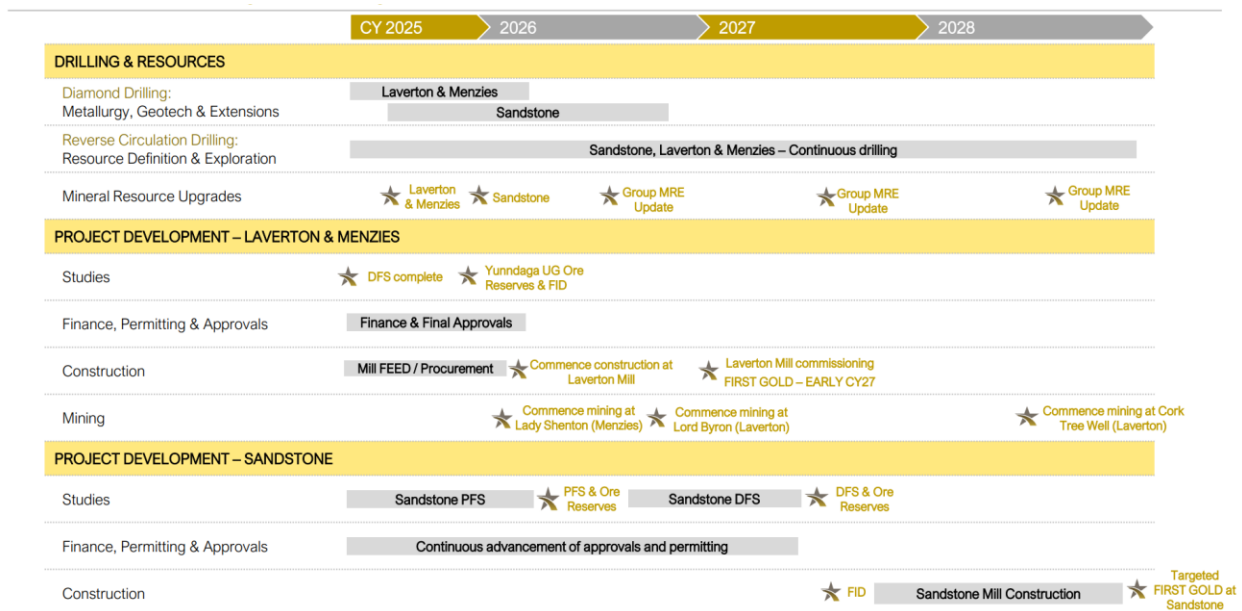 CY 2025 2026 2027 2028
DRILLING & RESOURCES
Diamond Drilling:
Metallurgy, Geotech & Extensions
Laverton & Menzies
Sandstone
Reverse Circulation Drilling:
Resource Definition & Exploration
Sandstone, Laverton & Menzies – Continuous drilling
Mineral Resource Upgrades
Laverton
& Menzies
Sandstone
Group MRE
Update
Group MRE
Update
Group MRE
Update
PROJECT DEVELOPMENT – LAVERTON & MENZIES
Studies
DFS complete
Yunndaga UG Ore
Reserves & FID
Finance, Permitting & Approvals
Finance & Final Approvals
Construction
Mill FEED / Procurement
Commence construction at
Laverton Mill
Laverton Mill commissioning
FIRST GOLD – EARLY CY27
Mining
Commence mining at
Lady Shenton (Menzies)
Commence mining at
Lord Byron (Laverton)
Commence mining at Cork
Tree Well (Laverton)
PROJECT DEVELOPMENT – SANDSTONE
Studies
Sandstone PFS
PFS & Ore
Reserves
Sandstone DFS
DFS & Ore
Reserves
Finance, Permitting & Approvals
Continuous advancement of approvals and permitting
Construction
FID
Sandstone Mill Construction
Targeted
FIRST GOLD at
Sandstone